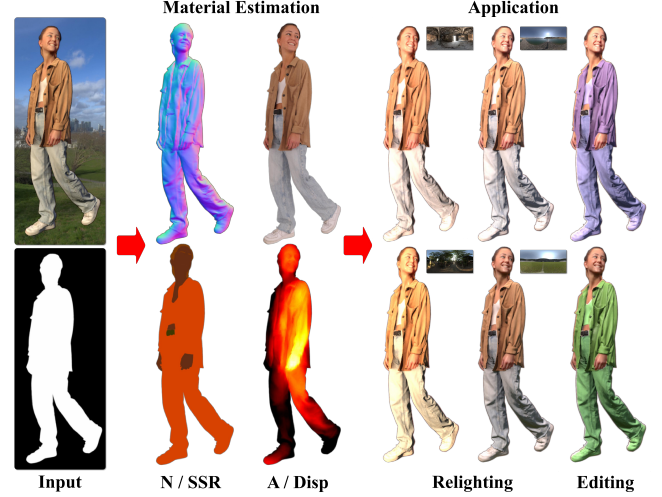 Material Estimation
Application
Input
N / SSR
A / Disp
Relighting
Editing